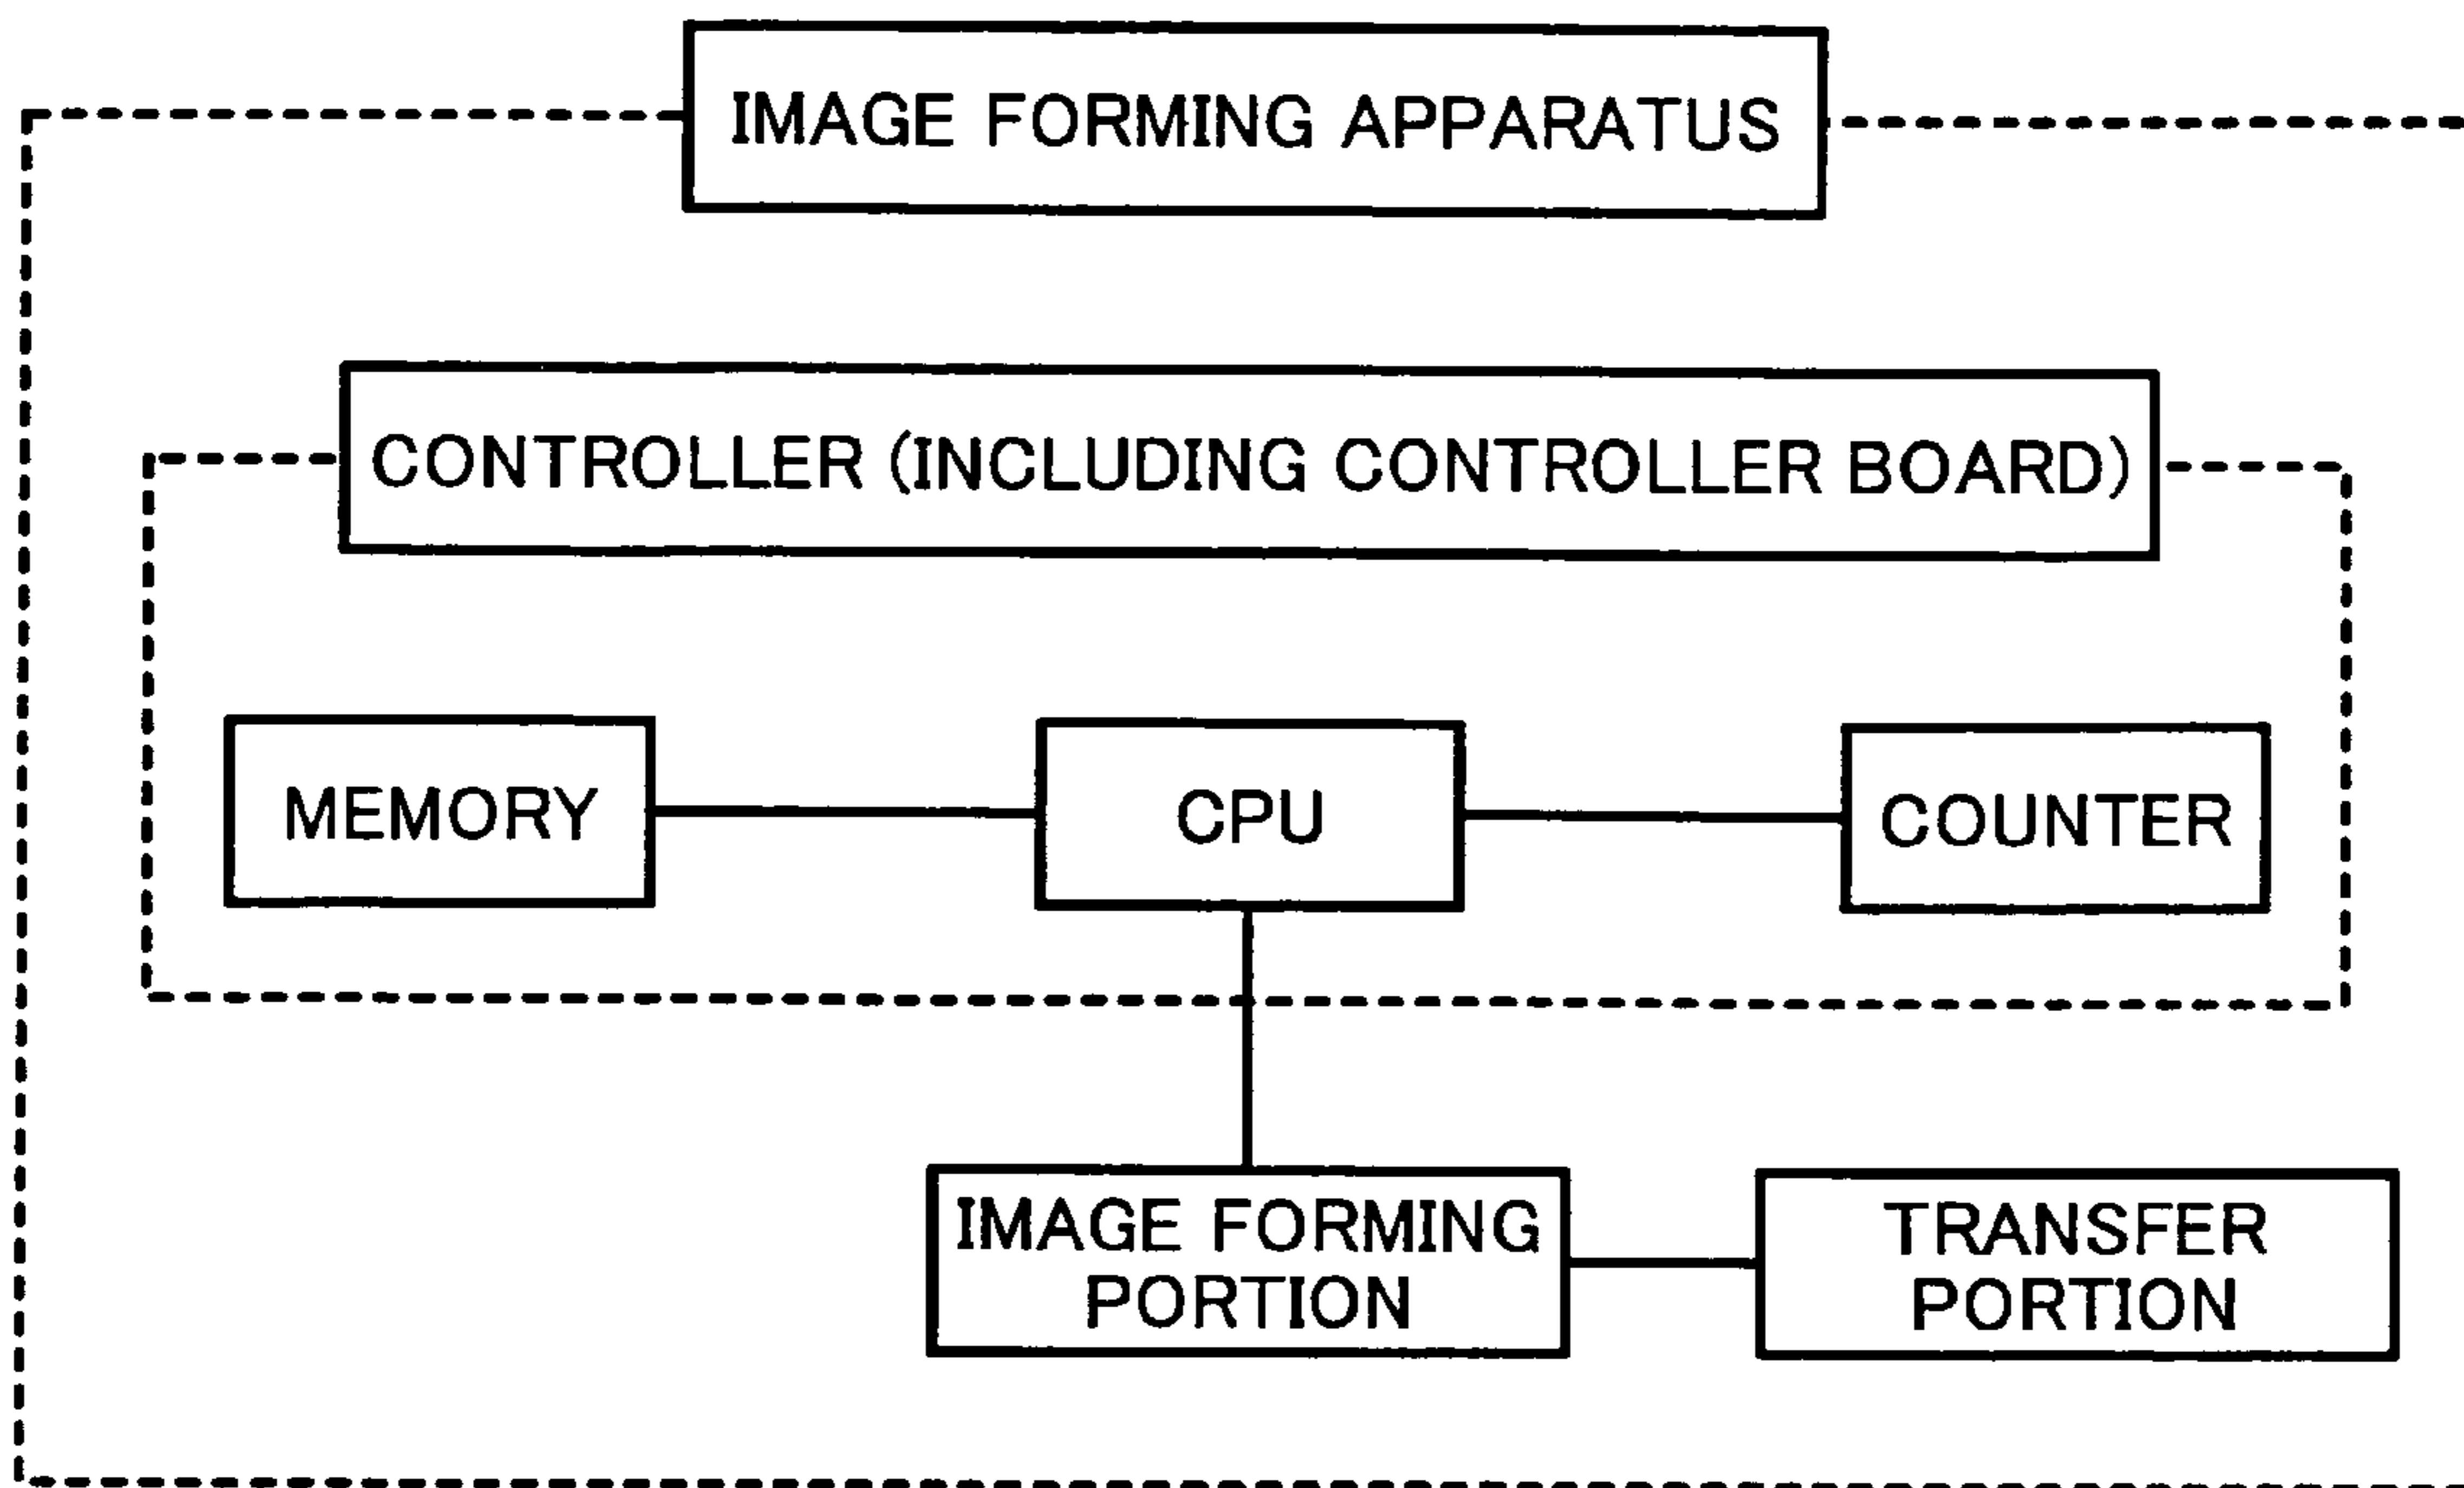 IMAGE FORMING APPARATUS
CONTROLLER (INCLUDING CONTROLLER BOARD)
MEMORY
CPU
COUNTER
IMAGE FORMING
PORTION
TRANSFER
PORTION